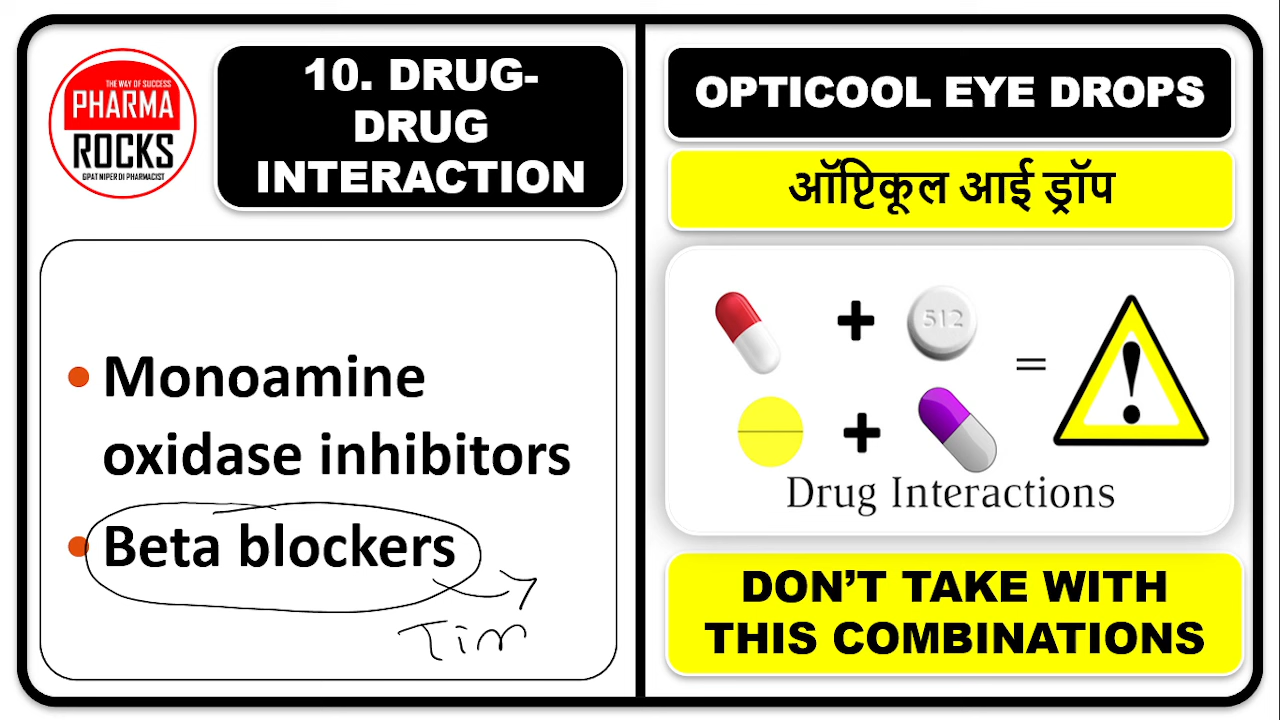 THE WAY OF SUCCESS
PHARMA
ROCKS
GPAT NIPER DI PHARMACIST
10. DRUG-
DRUG
INTERACTION
• Monoamine
oxidase inhibitors
• Beta blockers
Tim
OPTICOOL EYE DROPS
ऑप्टिकूल आई ड्रॉप
+
512
=
!
+
Drug Interactions
DON’T TAKE WITH
THIS COMBINATIONS